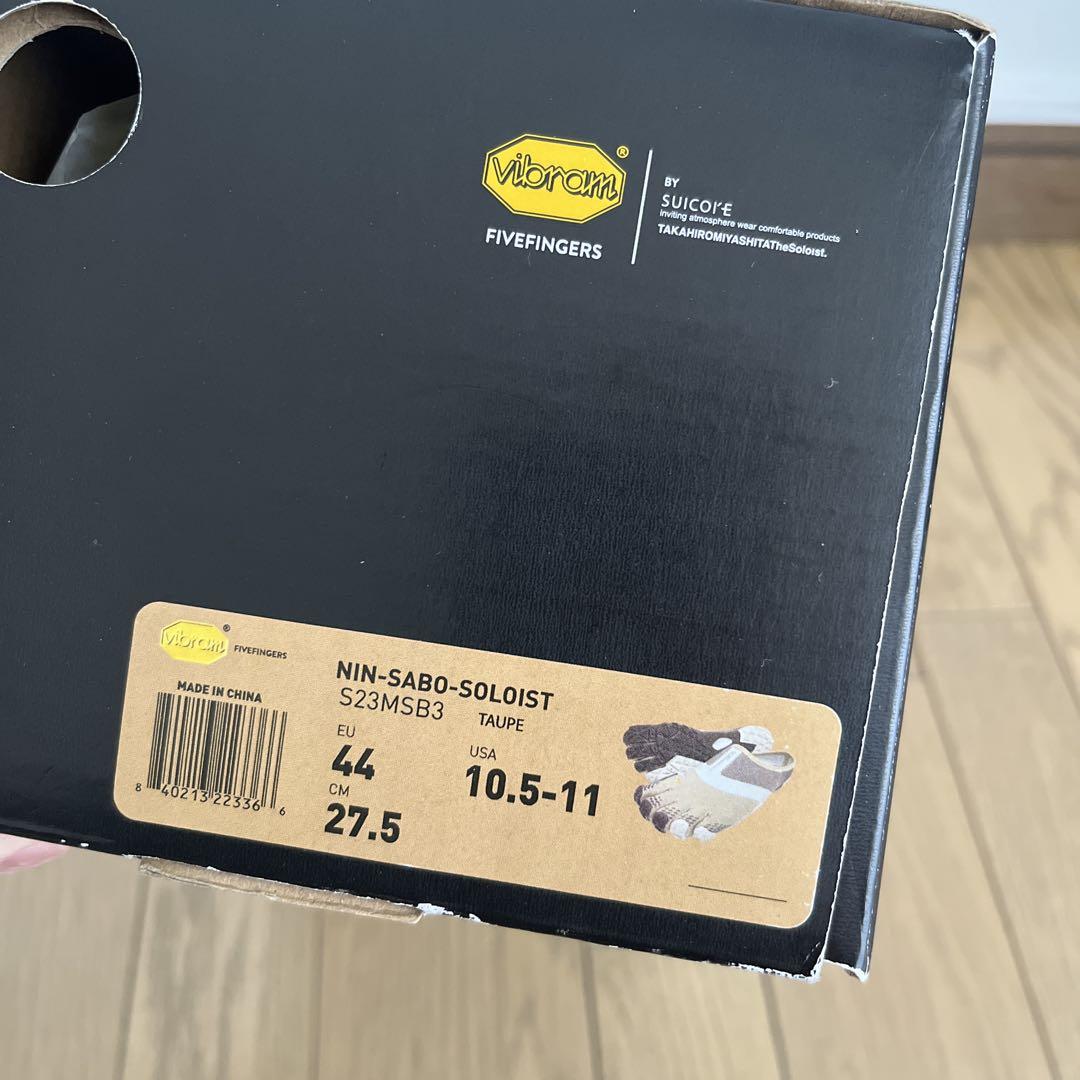 vibram®
FIVEFINGERS
BY
SUICOKE
inviting atmosphere wear comfortable products
TAKAHIROMIYASHITATheSoloist.
vibram®
FIVEFINGERS
MADE IN CHINA
8 40213 22336 6
NIN-SABO-SOLOIST
S23MSB3 TAUPE
EU
44
USA
10.5-11
CM
27.5